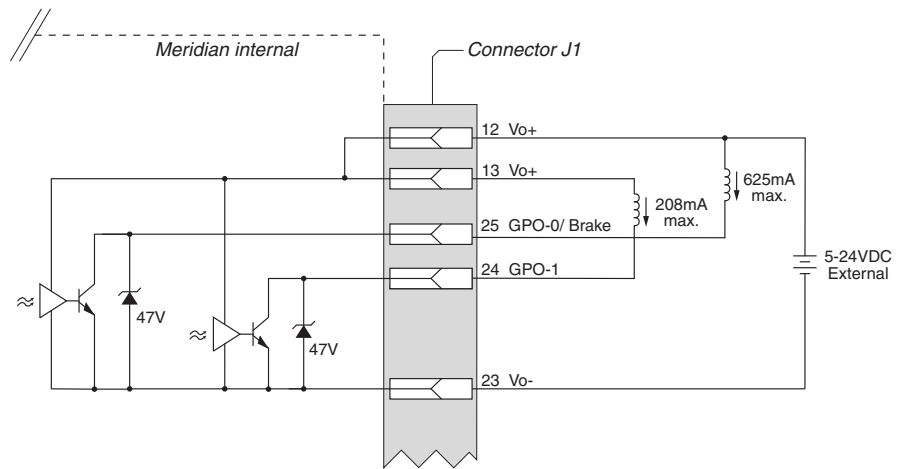 Meridian internal
Connector J1
12 Vo+
13 Vo+
625mA
max.
208mA
max.
25 GPO-0/ Brake
24 GPO-1
5-24VDC
External
47V
47V
23 Vo-